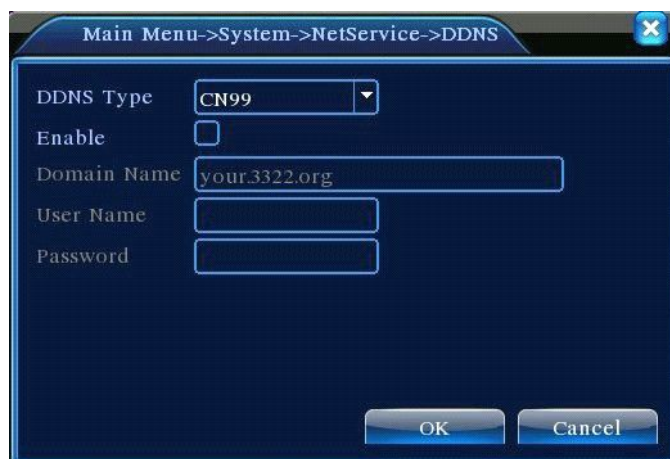 Main Menu->System->NetService->DDNS
DDNS Type CN99
Enable
Domain Name your.3322.org
User Name
Password
OK Cancel